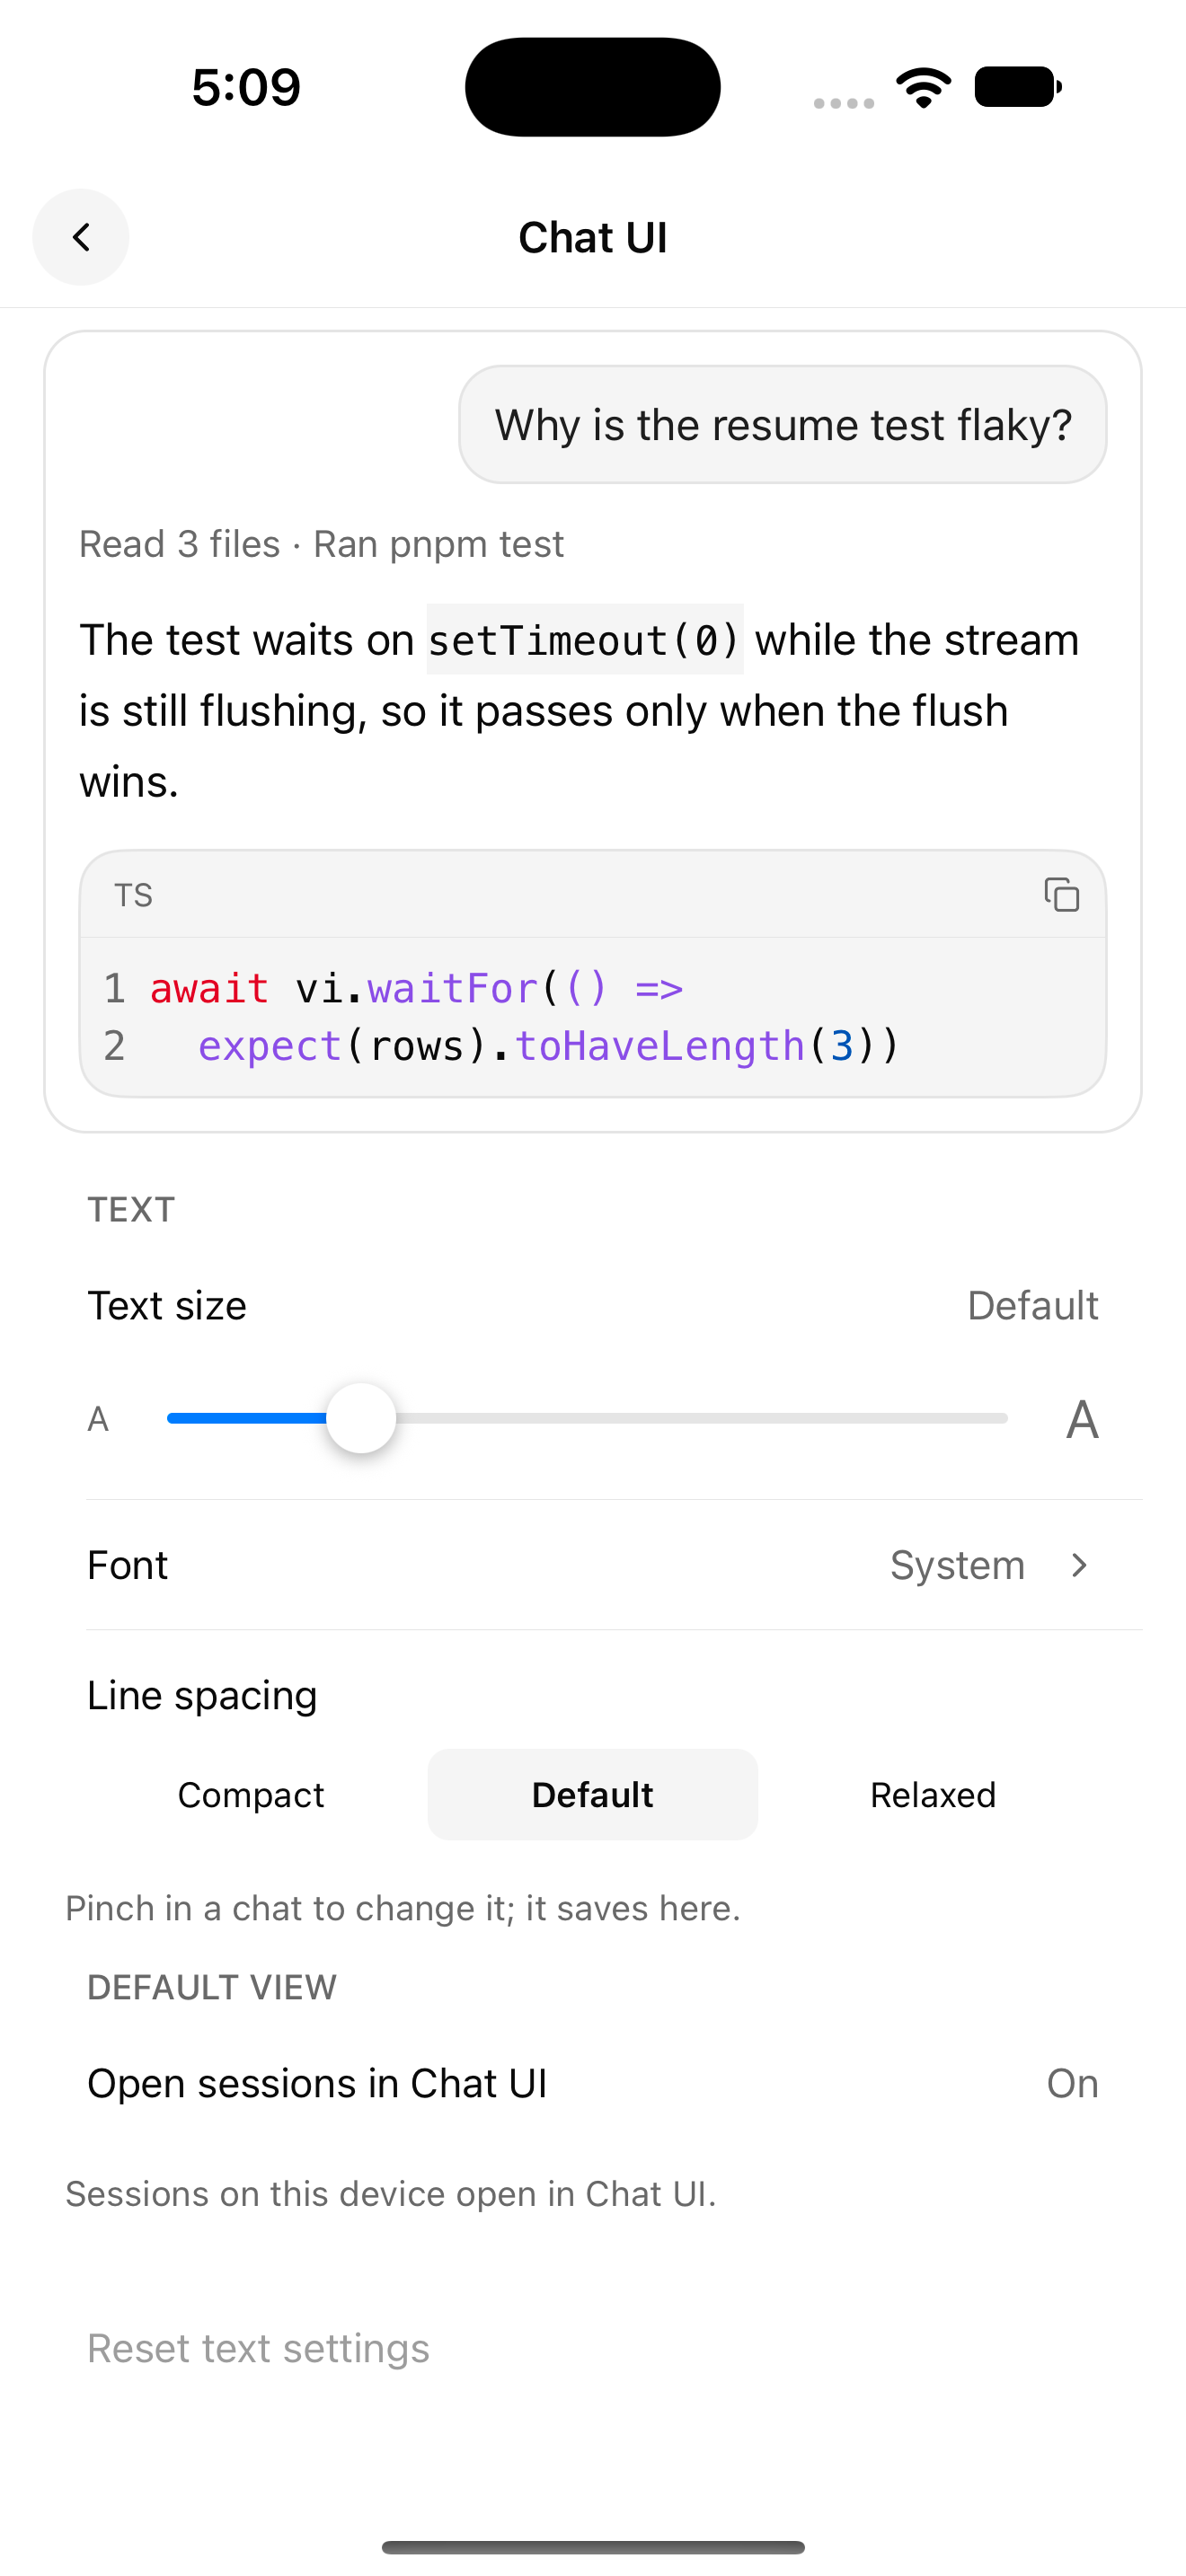 5:09
Chat UI
Why is the resume test flaky?
Read 3 files · Ran pnpm test
The test waits on setTimeout(0) while the stream
is still flushing, so it passes only when the flush
wins.
TS
1 await vi.waitFor(() =>
2   expect(rows).toHaveLength(3))
TEXT
Text size Default
A A
Font System
Line spacing
Compact Default Relaxed
Pinch in a chat to change it; it saves here.
DEFAULT VIEW
Open sessions in Chat UI On
Sessions on this device open in Chat UI.
Reset text settings